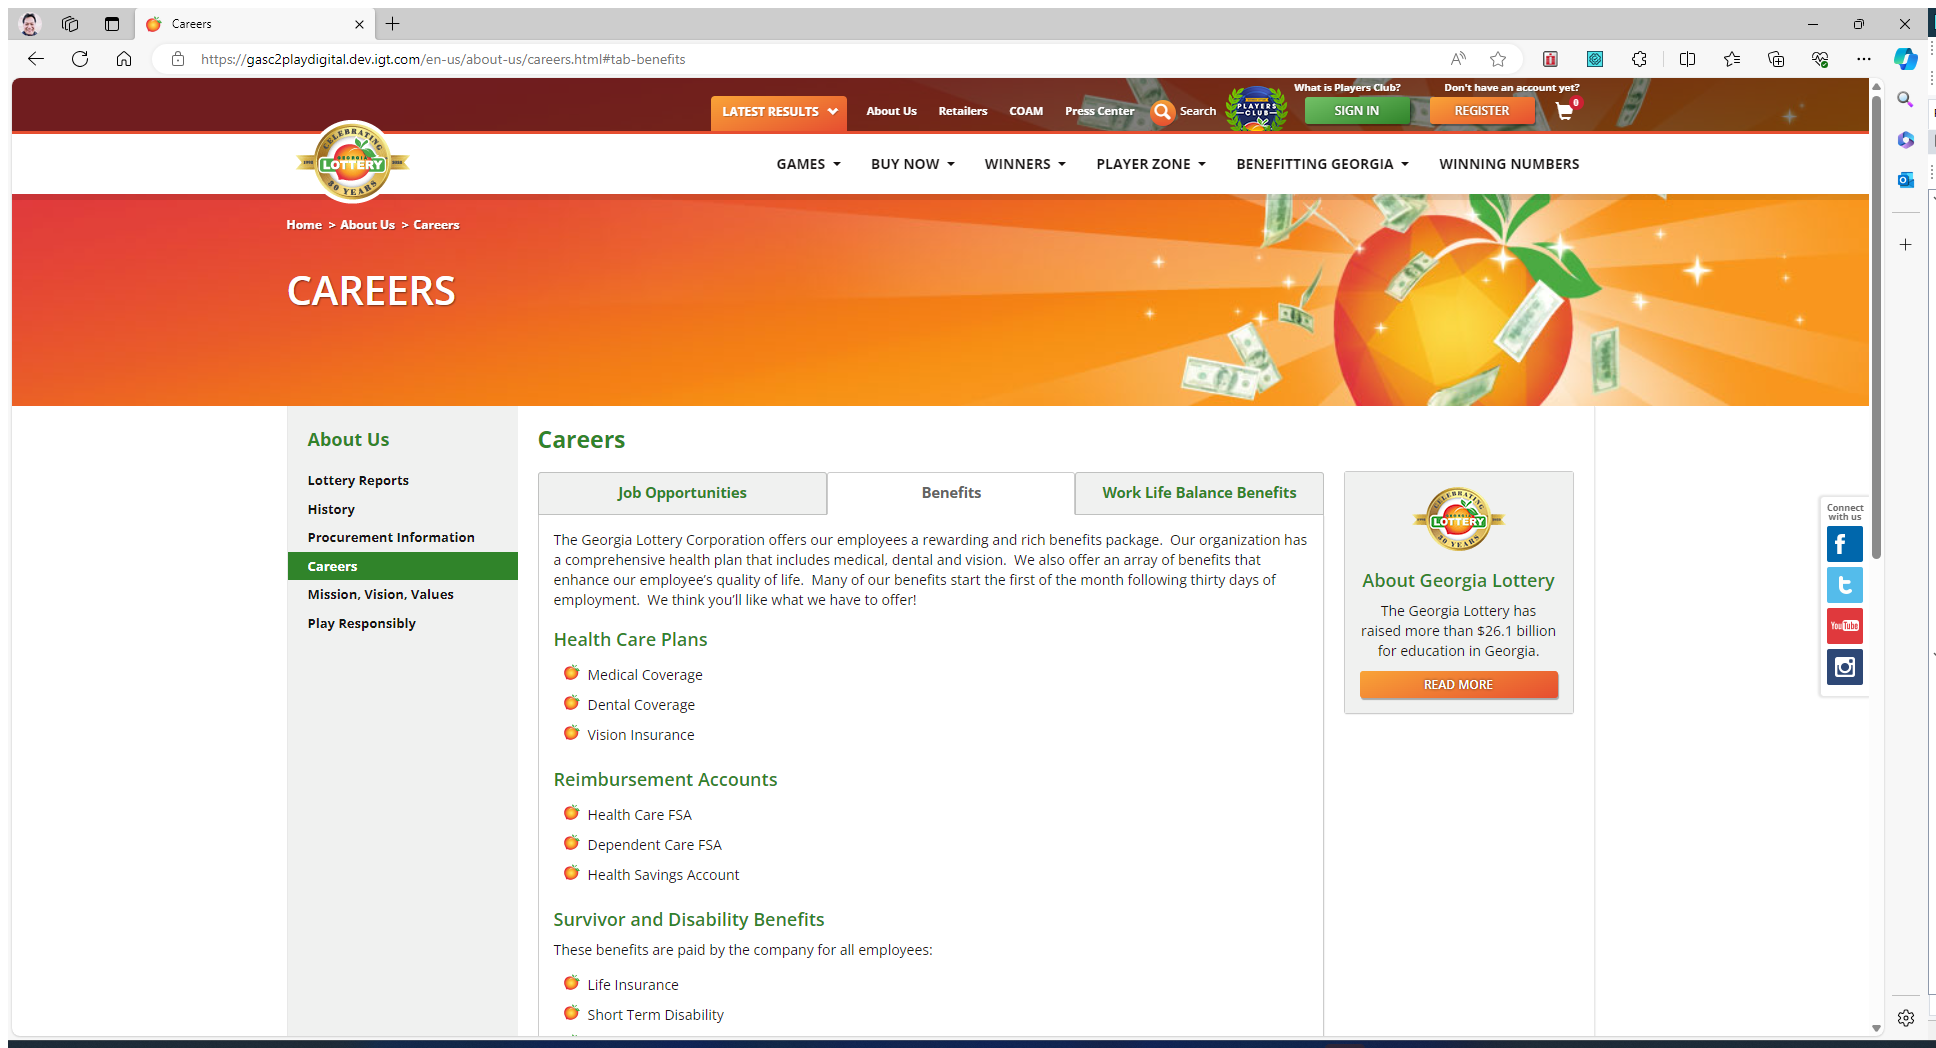 Careers
https://gasc2playdigital.dev.igt.com/en-us/about-us/careers.html#tab-benefits
What is Players Club? Don't have an account yet?
LATEST RESULTS About Us Retailers COAM Press Center Search PLAYERS CLUB SIGN IN REGISTER 0
CELEBRATING
GEORGIA
LOTTERY
30 YEARS
GAMES BUY NOW WINNERS PLAYER ZONE BENEFITTING GEORGIA WINNING NUMBERS
Home > About Us > Careers
CAREERS
About Us
Lottery Reports
History
Procurement Information
Careers
Mission, Vision, Values
Play Responsibly
Careers
Job Opportunities Benefits Work Life Balance Benefits
The Georgia Lottery Corporation offers our employees a rewarding and rich benefits package. Our organization has
a comprehensive health plan that includes medical, dental and vision. We also offer an array of benefits that
enhance our employee's quality of life. Many of our benefits start the first of the month following thirty days of
employment. We think you'll like what we have to offer!
Health Care Plans
Medical Coverage
Dental Coverage
Vision Insurance
Reimbursement Accounts
Health Care FSA
Dependent Care FSA
Health Savings Account
Survivor and Disability Benefits
These benefits are paid by the company for all employees:
Life Insurance
Short Term Disability
CELEBRATING
LOTTERY
30 YEARS
About Georgia Lottery
The Georgia Lottery has
raised more than $26.1 billion
for education in Georgia.
READ MORE
Connect
with us
YouTube